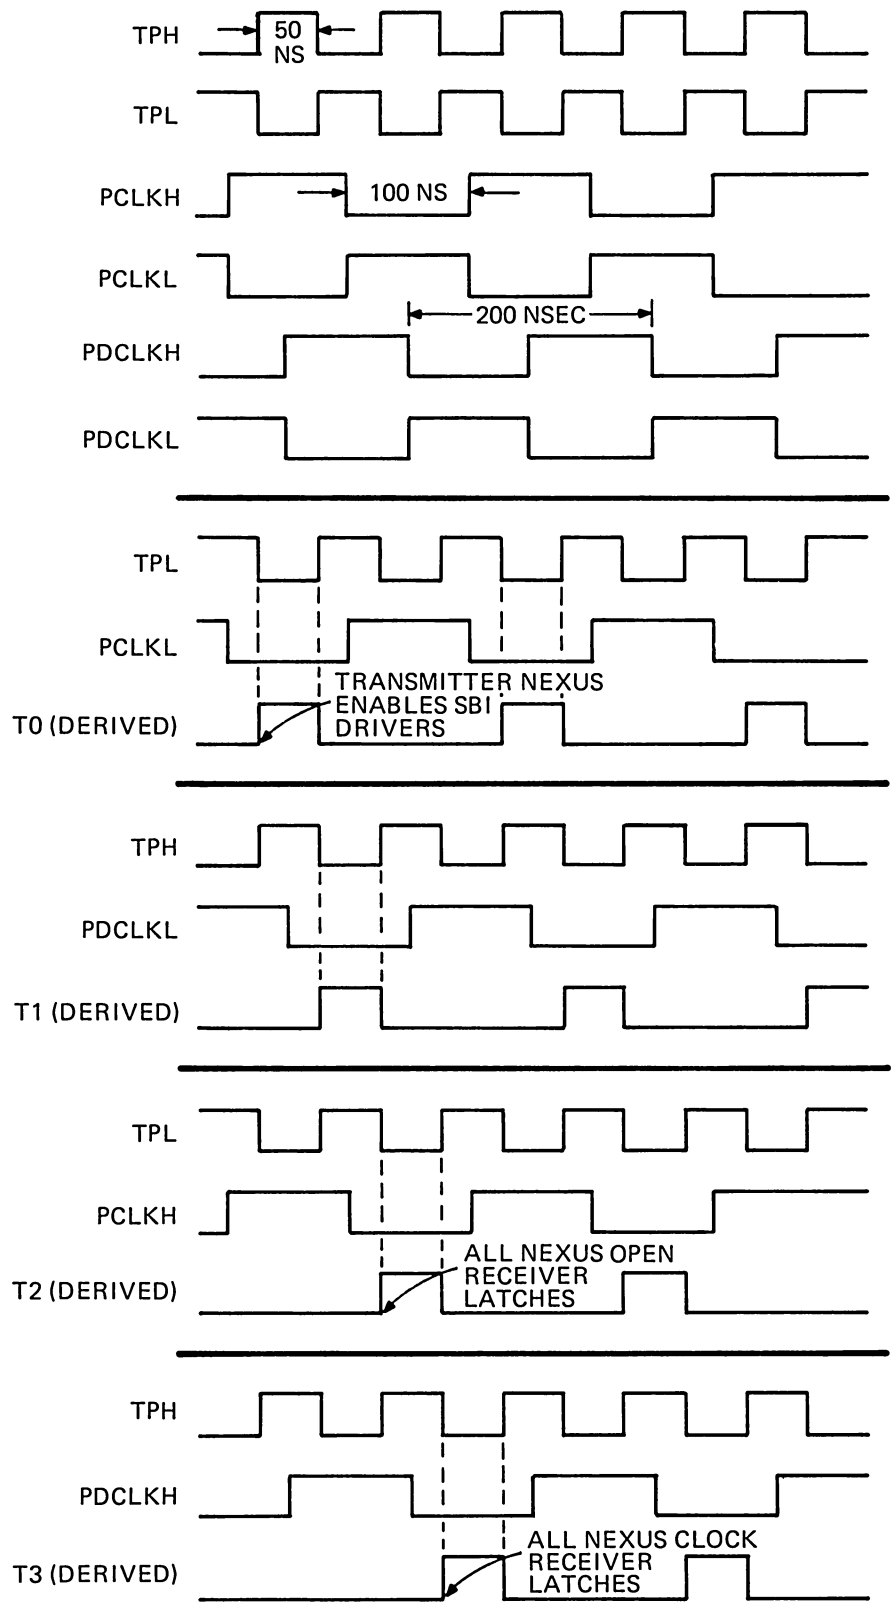 TPH
50
NS
TPL
PCLKH
100 NS
PCLKL
200 NSEC
PDCLKH
PDCLKL
TPL
PCLKL
TRANSMITTER NEXUS
ENABLES SBI
DRIVERS
T0 (DERIVED)
TPH
PDCLKL
T1 (DERIVED)
TPL
PCLKH
ALL NEXUS OPEN
RECEIVER
LATCHES
T2 (DERIVED)
TPH
PDCLKH
ALL NEXUS CLOCK
RECEIVER
LATCHES
T3 (DERIVED)